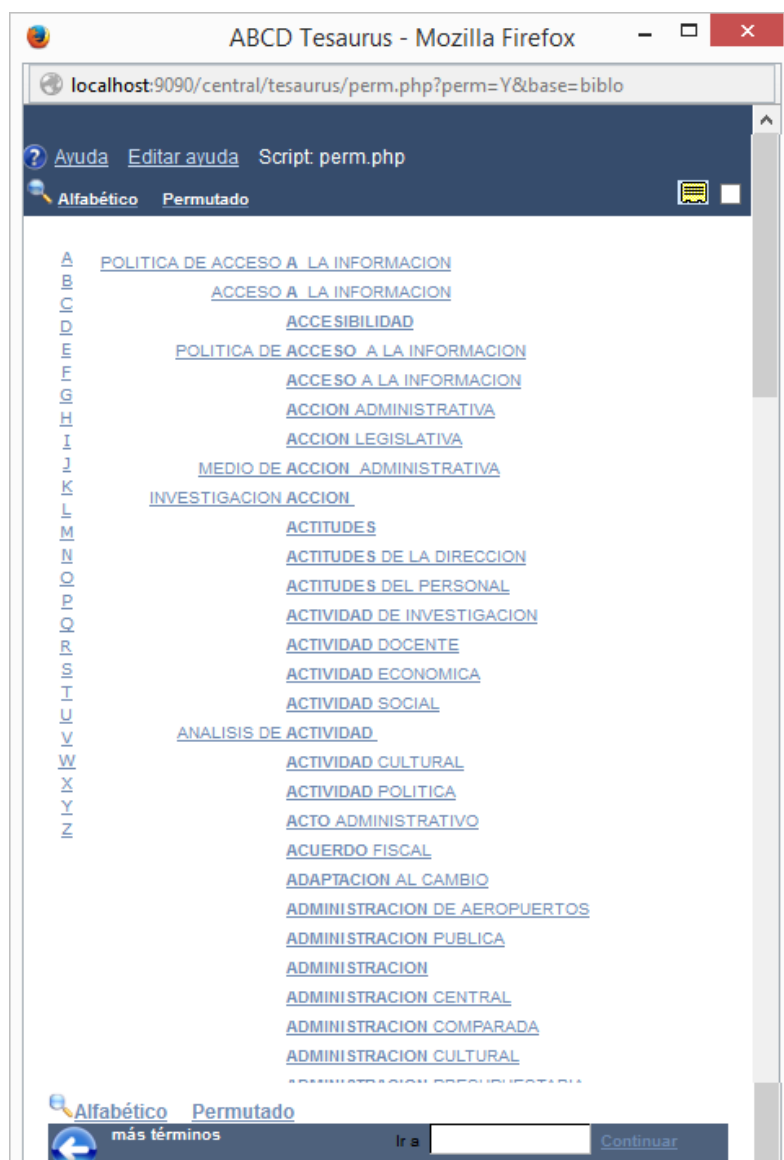 ABCD Tesaurus - Mozilla Firefox
localhost:9090/central/tesaurus/perm.php?perm=Y&base=biblo
Ayuda Editar ayuda Script: perm.php
Alfabético Permutado
A
B
C
D
E
F
G
H
I
J
K
L
M
N
O
P
Q
R
S
T
U
V
W
X
Y
Z
POLITICA DE ACCESO A LA INFORMACION
ACCESO A LA INFORMACION
ACCESIBILIDAD
POLITICA DE ACCESO A LA INFORMACION
ACCESO A LA INFORMACION
ACCION ADMINISTRATIVA
ACCION LEGISLATIVA
MEDIO DE ACCION ADMINISTRATIVA
INVESTIGACION ACCION
ACTITUDES
ACTITUDES DE LA DIRECCION
ACTITUDES DEL PERSONAL
ACTIVIDAD DE INVESTIGACION
ACTIVIDAD DOCENTE
ACTIVIDAD ECONOMICA
ACTIVIDAD SOCIAL
ANALISIS DE ACTIVIDAD
ACTIVIDAD CULTURAL
ACTIVIDAD POLITICA
ACTO ADMINISTRATIVO
ACUERDO FISCAL
ADAPTACION AL CAMBIO
ADMINISTRACION DE AEROPUERTOS
ADMINISTRACION PUBLICA
ADMINISTRACION
ADMINISTRACION CENTRAL
ADMINISTRACION COMPARADA
ADMINISTRACION CULTURAL
ADMINISTRACION PRESUPUESTARIA
Alfabético Permutado
más términos Ir a Continuar